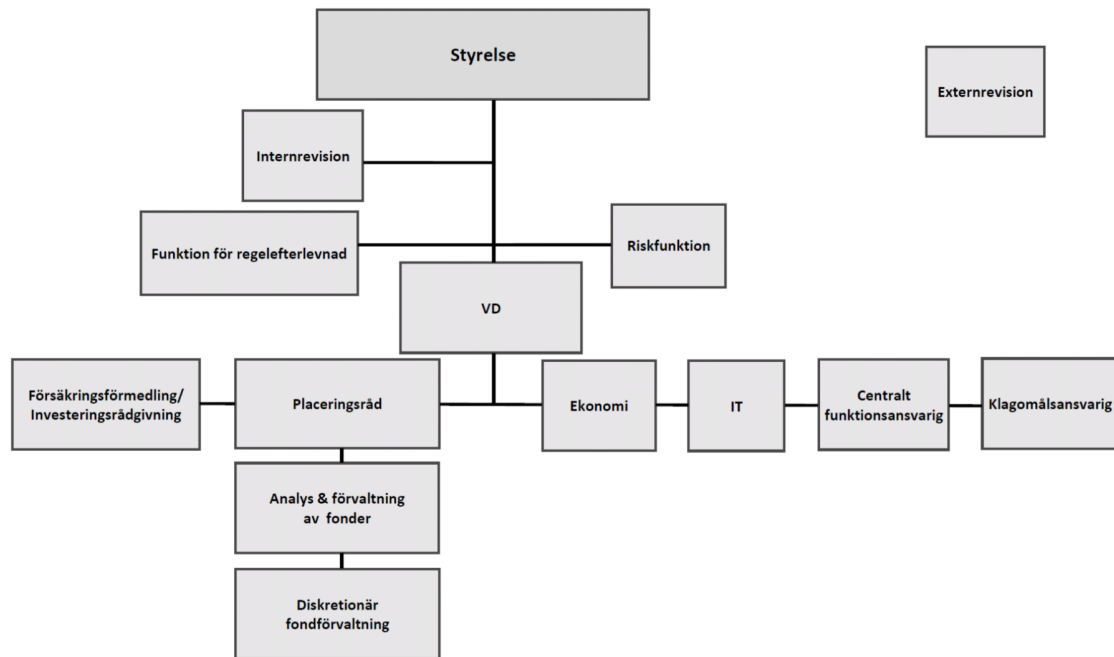 Styrelse
Externrevision
Internrevision
Funktion för regelefterlevnad
Riskfunktion
VD
Försäkringsförmedling/
Investeringsrådgivning
Placeringsråd
Ekonomi
IT
Centralt
funktionsansvarig
Klagomålsansvarig
Analys & förvaltning
av fonder
Diskretionär
fondförvaltning